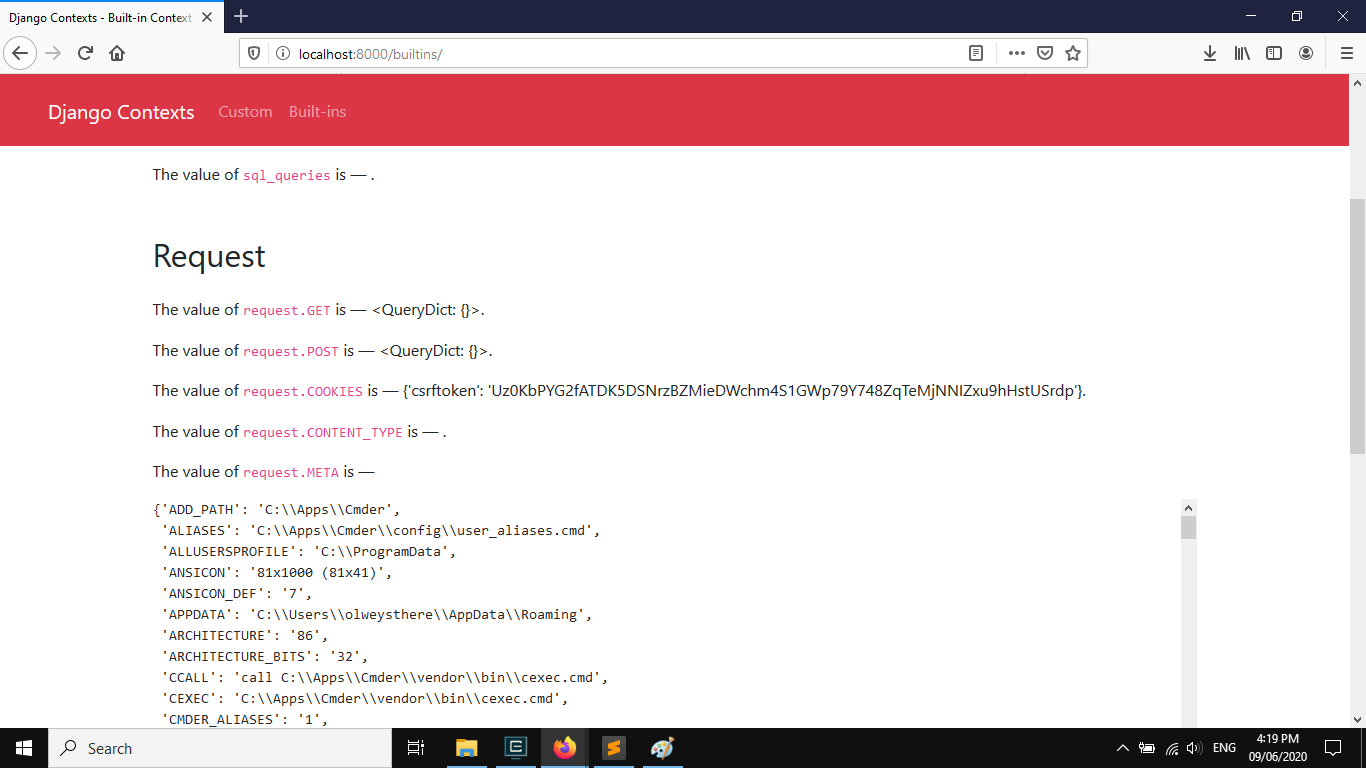 Django Contexts - Built-in Context
localhost:8000/builtins/
Django Contexts Custom Built-ins
The value of sql_queries is — .
Request
The value of request.GET is — <QueryDict: {}>.
The value of request.POST is — <QueryDict: {}>.
The value of request.COOKIES is — {'csrftoken': 'Uz0KbPYG2fATDK5DSNrzBZMieDWchm4S1GWp79Y748ZqTeMjNNIZxu9hHstUSrdp'}.
The value of request.CONTENT_TYPE is — .
The value of request.META is —
{'ADD_PATH': 'C:\\Apps\\Cmder',
'ALIASES': 'C:\\Apps\\Cmder\\config\\user_aliases.cmd',
'ALLUSERSPROFILE': 'C:\\ProgramData',
'ANSICON': '81x1000 (81x41)',
'ANSICON_DEF': '7',
'APPDATA': 'C:\\Users\\olweysthere\\AppData\\Roaming',
'ARCHITECTURE': '86',
'ARCHITECTURE_BITS': '32',
'CCALL': 'call C:\\Apps\\Cmder\\vendor\\bin\\cexec.cmd',
'CEXEC': 'C:\\Apps\\Cmder\\vendor\\bin\\cexec.cmd',
'CMDER_ALIASES': '1',
Search
ENG
4:19 PM
09/06/2020